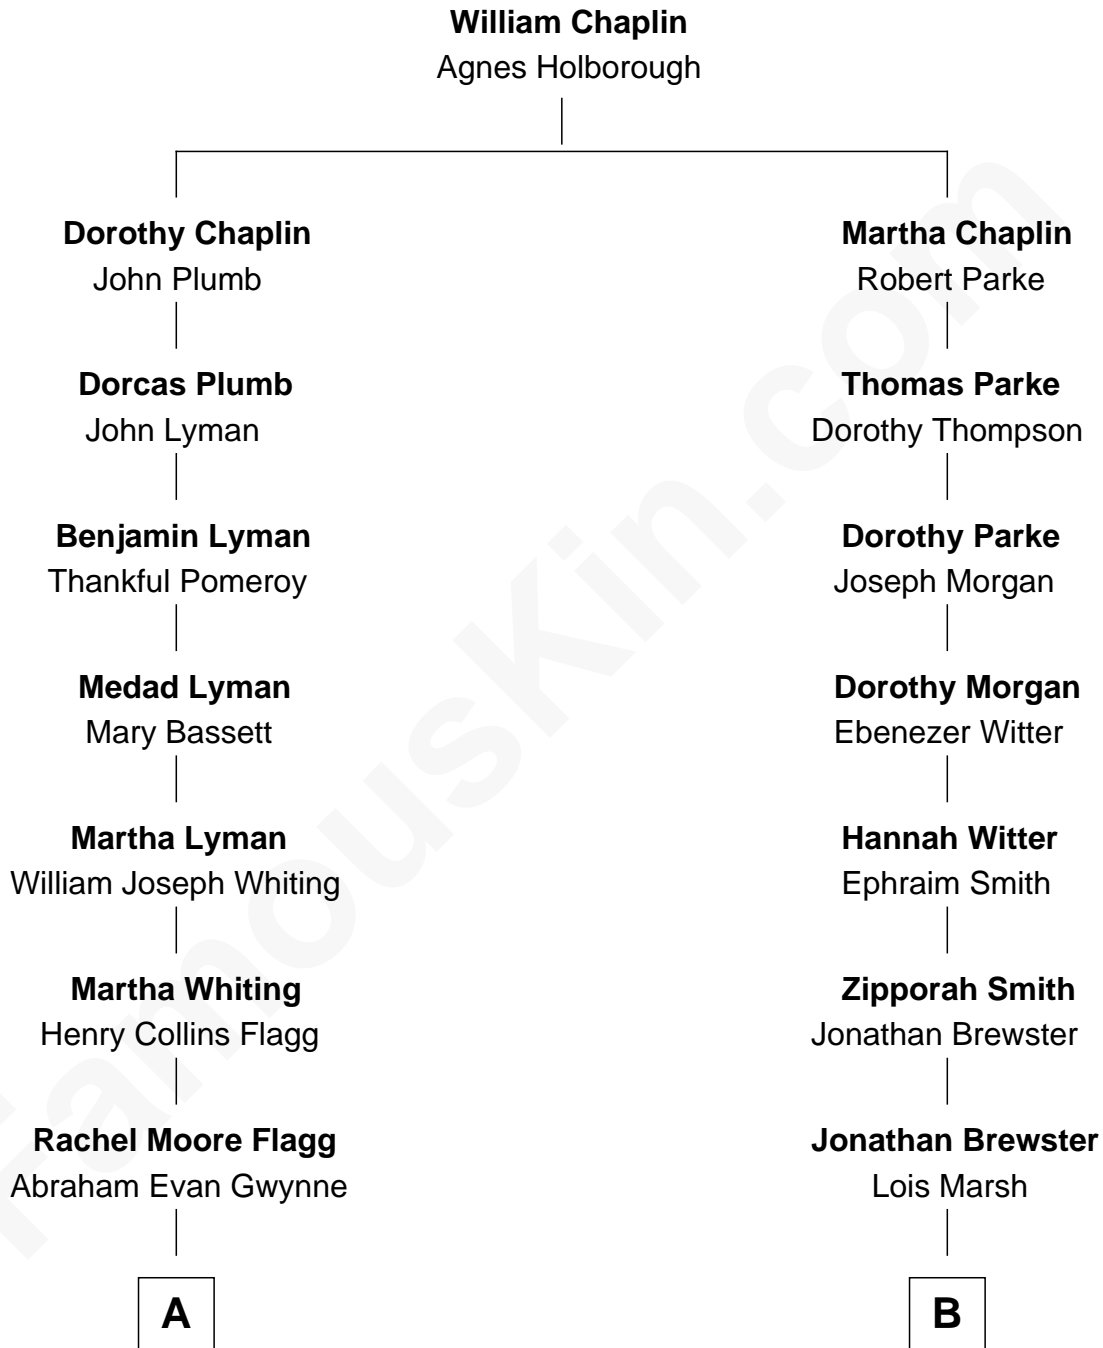 William Chaplin
Agnes Holborough
Dorothy Chaplin
John Plumb
Martha Chaplin
Robert Parke
Dorcas Plumb
John Lyman
Thomas Parke
Dorothy Thompson
Benjamin Lyman
Thankful Pomeroy
Dorothy Parke
Joseph Morgan
Medad Lyman
Mary Bassett
Dorothy Morgan
Ebenezer Witter
Martha Lyman
William Joseph Whiting
Hannah Witter
Ephraim Smith
Martha Whiting
Henry Collins Flagg
Zipporah Smith
Jonathan Brewster
Rachel Moore Flagg
Abraham Evan Gwynne
Jonathan Brewster
Lois Marsh
A
B
FamousKin.com